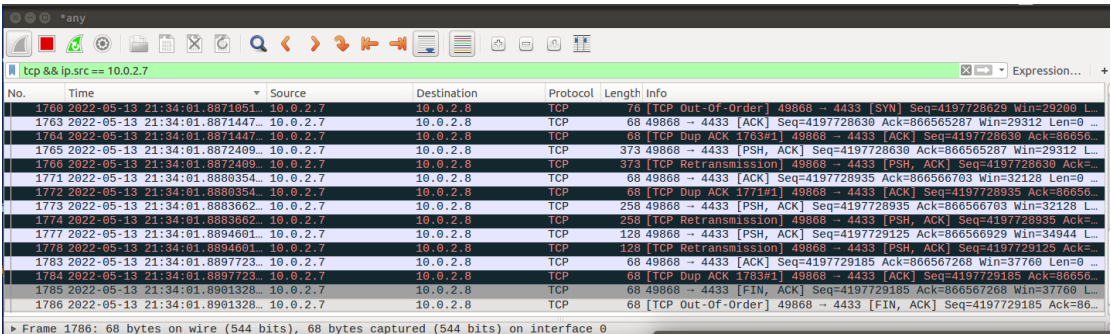 *any
tcp && ip.src == 10.0.2.7 Expression… +
No. Time Source Destination Protocol Length Info
1760 2022-05-13 21:34:01.8871051… 10.0.2.7 10.0.2.8 TCP 76 [TCP Out-Of-Order] 49868 → 4433 [SYN] Seq=4197728629 Win=29200 L…
1763 2022-05-13 21:34:01.8871447… 10.0.2.7 10.0.2.8 TCP 68 49868 → 4433 [ACK] Seq=4197728630 Ack=866565287 Win=29312 Len=0 …
1764 2022-05-13 21:34:01.8871447… 10.0.2.7 10.0.2.8 TCP 68 [TCP Dup ACK 1763#1] 49868 → 4433 [ACK] Seq=4197728630 Ack=86656…
1765 2022-05-13 21:34:01.8872409… 10.0.2.7 10.0.2.8 TCP 373 49868 → 4433 [PSH, ACK] Seq=4197728630 Ack=866565287 Win=29312 L…
1766 2022-05-13 21:34:01.8872409… 10.0.2.7 10.0.2.8 TCP 373 [TCP Retransmission] 49868 → 4433 [PSH, ACK] Seq=4197728630 Ack=…
1771 2022-05-13 21:34:01.8880354… 10.0.2.7 10.0.2.8 TCP 68 49868 → 4433 [ACK] Seq=4197728935 Ack=866566703 Win=32128 Len=0 …
1772 2022-05-13 21:34:01.8880354… 10.0.2.7 10.0.2.8 TCP 68 [TCP Dup ACK 1771#1] 49868 → 4433 [ACK] Seq=4197728935 Ack=86656…
1773 2022-05-13 21:34:01.8883662… 10.0.2.7 10.0.2.8 TCP 258 49868 → 4433 [PSH, ACK] Seq=4197728935 Ack=866566703 Win=32128 L…
1774 2022-05-13 21:34:01.8883662… 10.0.2.7 10.0.2.8 TCP 258 [TCP Retransmission] 49868 → 4433 [PSH, ACK] Seq=4197728935 Ack=…
1777 2022-05-13 21:34:01.8894601… 10.0.2.7 10.0.2.8 TCP 128 49868 → 4433 [PSH, ACK] Seq=4197729125 Ack=866566929 Win=34944 L…
1778 2022-05-13 21:34:01.8894601… 10.0.2.7 10.0.2.8 TCP 128 [TCP Retransmission] 49868 → 4433 [PSH, ACK] Seq=4197729125 Ack=…
1783 2022-05-13 21:34:01.8897723… 10.0.2.7 10.0.2.8 TCP 68 49868 → 4433 [ACK] Seq=4197729185 Ack=866567268 Win=37760 Len=0 …
1784 2022-05-13 21:34:01.8897723… 10.0.2.7 10.0.2.8 TCP 68 [TCP Dup ACK 1783#1] 49868 → 4433 [ACK] Seq=4197729185 Ack=86656…
1785 2022-05-13 21:34:01.8901328… 10.0.2.7 10.0.2.8 TCP 68 49868 → 4433 [FIN, ACK] Seq=4197729185 Ack=866567268 Win=37760 L…
1786 2022-05-13 21:34:01.8901328… 10.0.2.7 10.0.2.8 TCP 68 [TCP Out-Of-Order] 49868 → 4433 [FIN, ACK] Seq=4197729185 Ack=86…
Frame 1786: 68 bytes on wire (544 bits), 68 bytes captured (544 bits) on interface 0